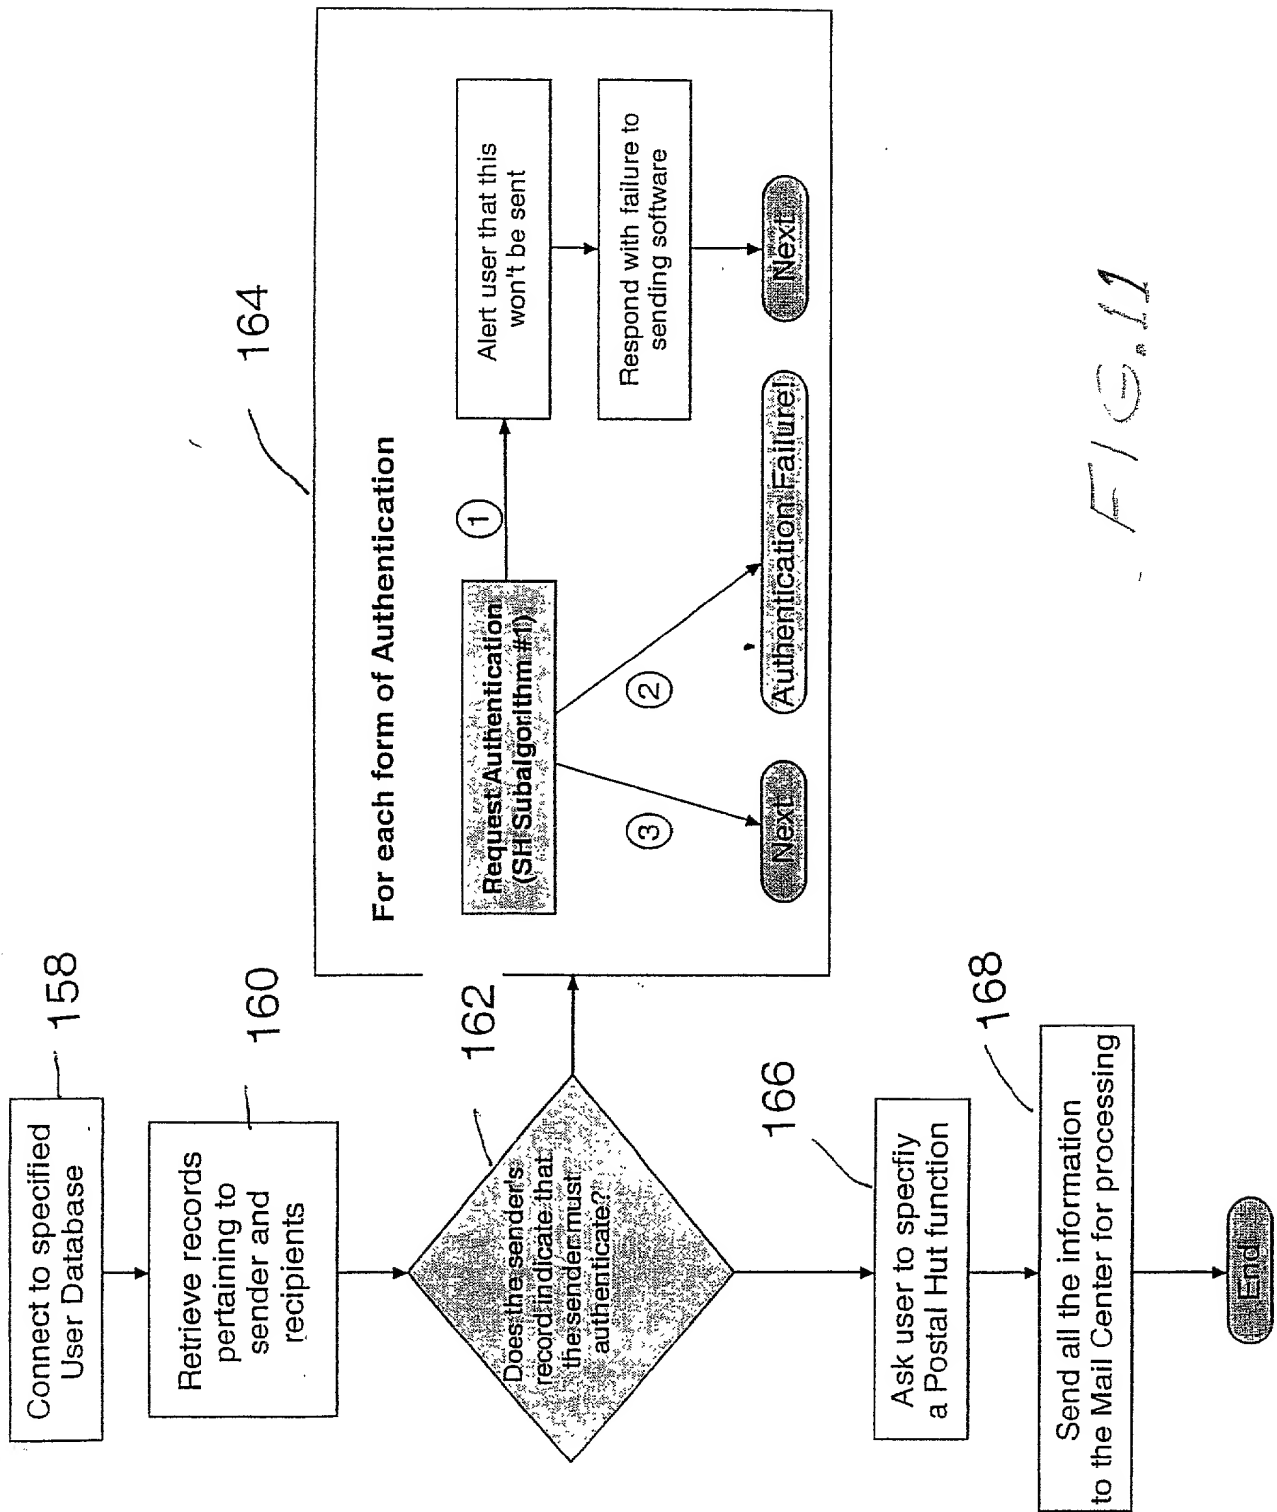 Connect to specified
User Database
158
Retrieve records
pertaining to
sender and
recipients
160
Does the sender's
record indicate that
the sender must
authenticate?
162
164
For each form of Authentication
Request Authentication
(SH Subalgorithm #1)
1
Alert user that this
won't be sent
Respond with failure to
sending software
Next
2
Authentication Failure!
3
Next
166
Ask user to specfiy
a Postal Hut function
168
Send all the information
to the Mail Center for processing
End
FIG.11